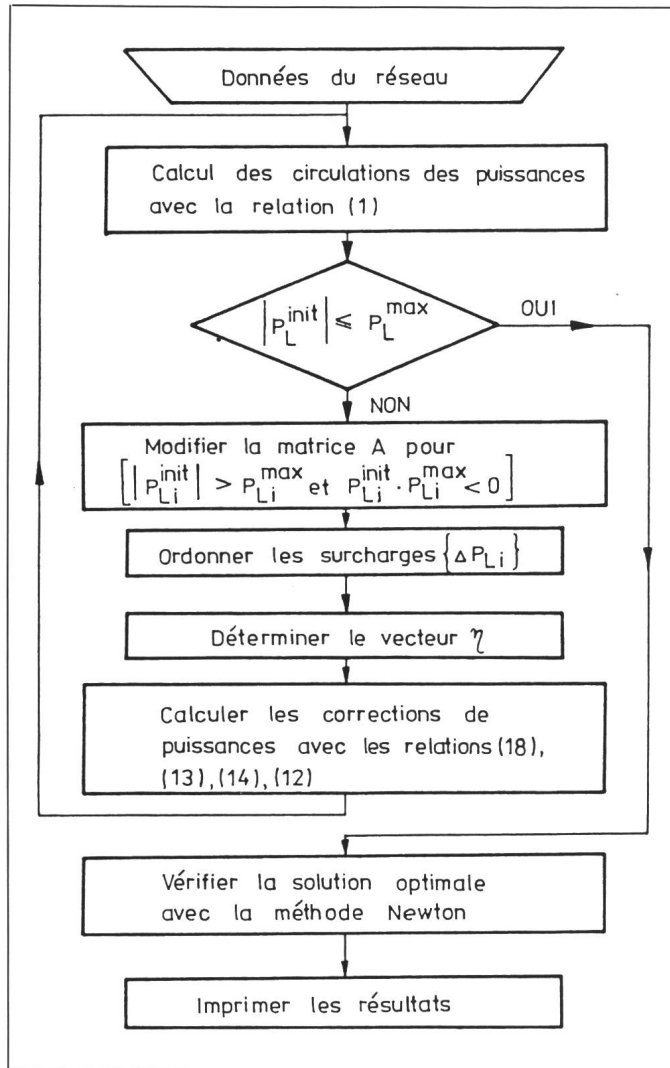 Données du réseau
Calcul des circulations des puissances
avec la relation (1)
|P_L^init| ⩽ P_L^max
OUI
NON
Modifier la matrice A pour
[|P_Li^init| > P_Li^max et P_Li^init . P_Li^max < 0]
Ordonner les surcharges {Δ P_Li}
Déterminer le vecteur η
Calculer les corrections de
puissances avec les relations (18),
(13), (14), (12)
Vérifier la solution optimale
avec la méthode Newton
Imprimer les résultats